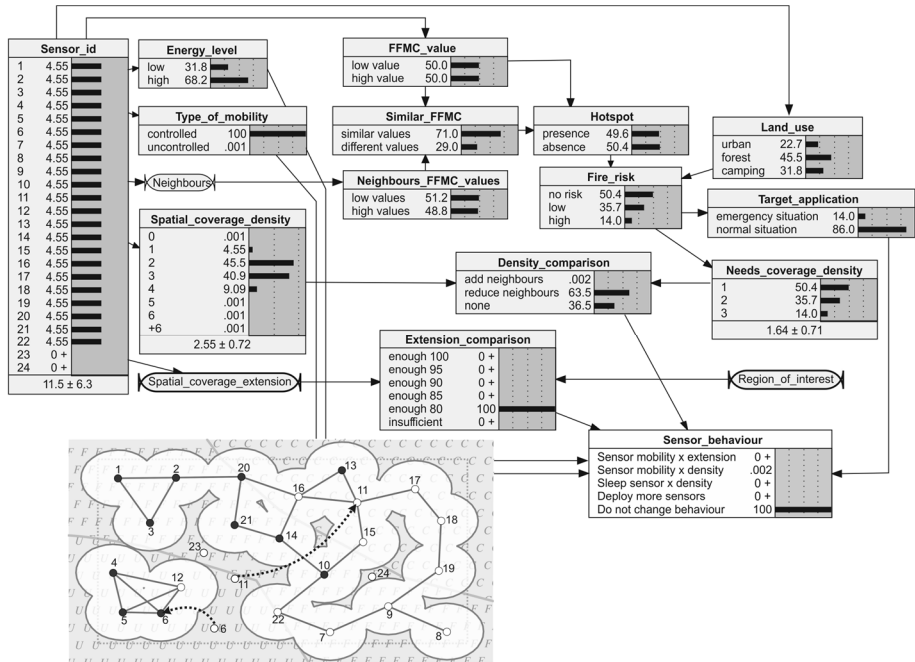 Sensor_id
1 4.55
2 4.55
3 4.55
4 4.55
5 4.55
6 4.55
7 4.55
8 4.55
9 4.55
10 4.55
11 4.55
12 4.55
13 4.55
14 4.55
15 4.55
16 4.55
17 4.55
18 4.55
19 4.55
20 4.55
21 4.55
22 4.55
23 0 +
24 0 +
11.5 ± 6.3
Energy_level
low 31.8
high 68.2
Type_of_mobility
controlled 100
uncontrolled .001
Neighbours
Spatial_coverage_density
0 .001
1 4.55
2 45.5
3 40.9
4 9.09
5 .001
6 .001
+6 .001
2.55 ± 0.72
Spatial_coverage_extension
FFMC_value
low value 50.0
high value 50.0
Similar_FFMC
similar values 71.0
different values 29.0
Neighbours_FFMC_values
low values 51.2
high values 48.8
Hotspot
presence 49.6
absence 50.4
Land_use
urban 22.7
forest 45.5
camping 31.8
Fire_risk
no risk 50.4
low 35.7
high 14.0
Target_application
emergency situation 14.0
normal situation 86.0
Density_comparison
add neighbours .002
reduce neighbours 63.5
none 36.5
Needs_coverage_density
1 50.4
2 35.7
3 14.0
1.64 ± 0.71
Extension_comparison
enough 100 0 +
enough 95 0 +
enough 90 0 +
enough 85 0 +
enough 80 100
insufficient 0 +
Region_of_interest
Sensor_behaviour
Sensor mobility x extension 0 +
Sensor mobility x density .002
Sleep sensor x density 0 +
Deploy more sensors 0 +
Do not change behaviour 100
1
2
20
13
16
11
17
3
21
14
15
18
23
4
12
11
10
24
19
5
6
6
22
7
9
8